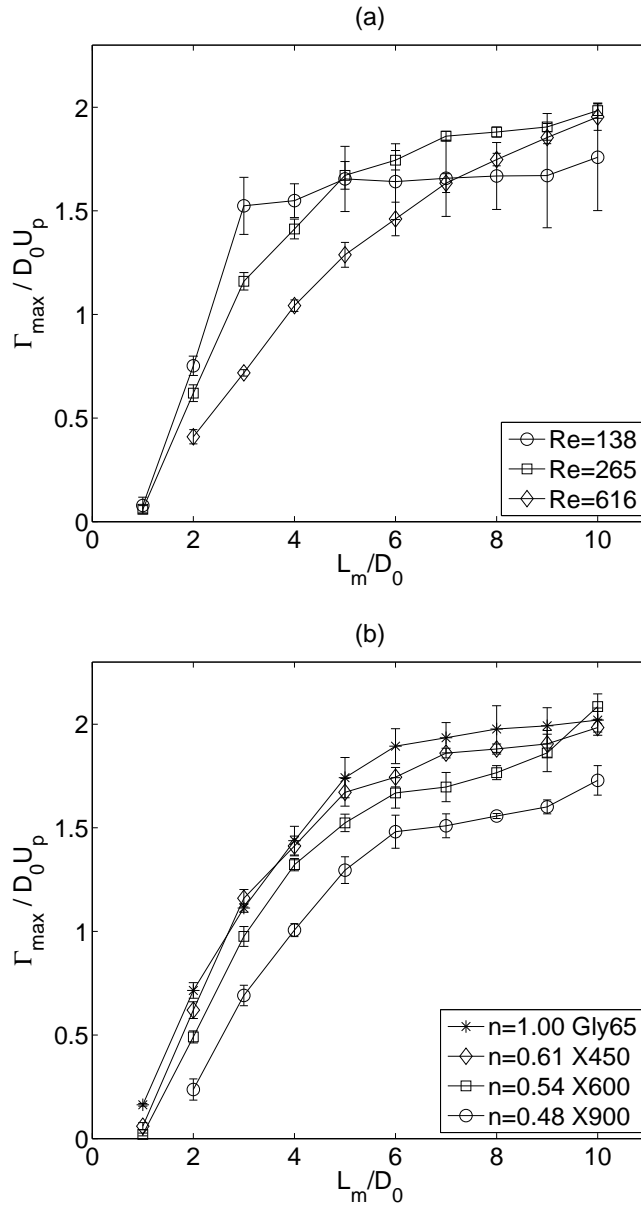 (a)
2
1.5
1
0.5
0
0 2 4 6 8 10
Γmax / D0Up
Lm/D0
Re=138
Re=265
Re=616
(b)
2
1.5
1
0.5
0
0 2 4 6 8 10
Γmax / D0Up
Lm/D0
n=1.00 Gly65
n=0.61 X450
n=0.54 X600
n=0.48 X900